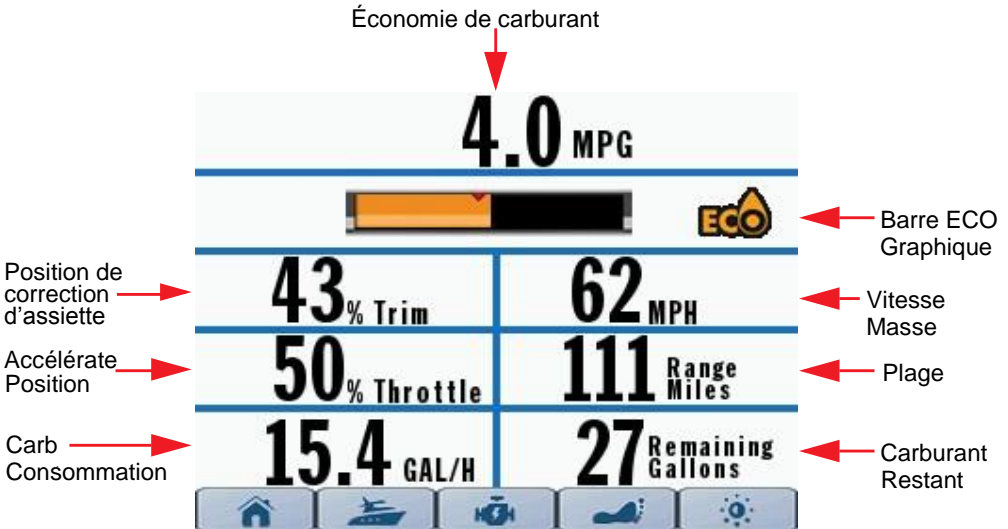 Économie de carburant
4.0 MPG
ECO
Barre ECO
Graphique
Position de
correction
d'assiette
43% Trim
62 MPH
Vitesse
Masse
Accélérate
Position
50% Throttle
111 Range
Miles
Plage
Carb
Consommation
15.4 GAL/H
27 Remaining
Gallons
Carburant
Restant